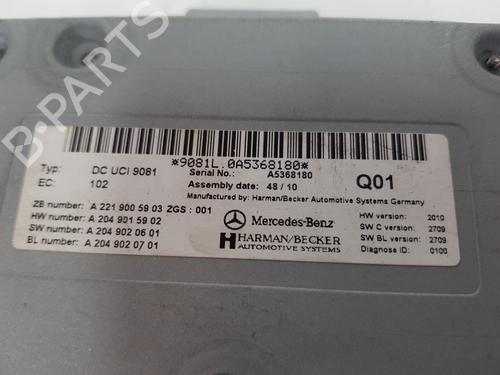 *9081L.0A5368180*
Typ: DC UCI 9081 Serial No.: A5368180
EC: 102 Assembly date: 48 / 10 Q01
Manufactured by: Harman/Becker Automotive Systems Germany
ZB number: A 221 900 59 03 ZGS : 001
HW number: A 204 901 59 02
SW number: A 204 902 06 01
BL number: A 204 902 07 01
Mercedes-Benz
HARMAN/BECKER
AUTOMOTIVE SYSTEMS
HW version: 2010
SW C version: 2709
SW BL version: 2709
Diagnose ID: 0100
B-PARTS